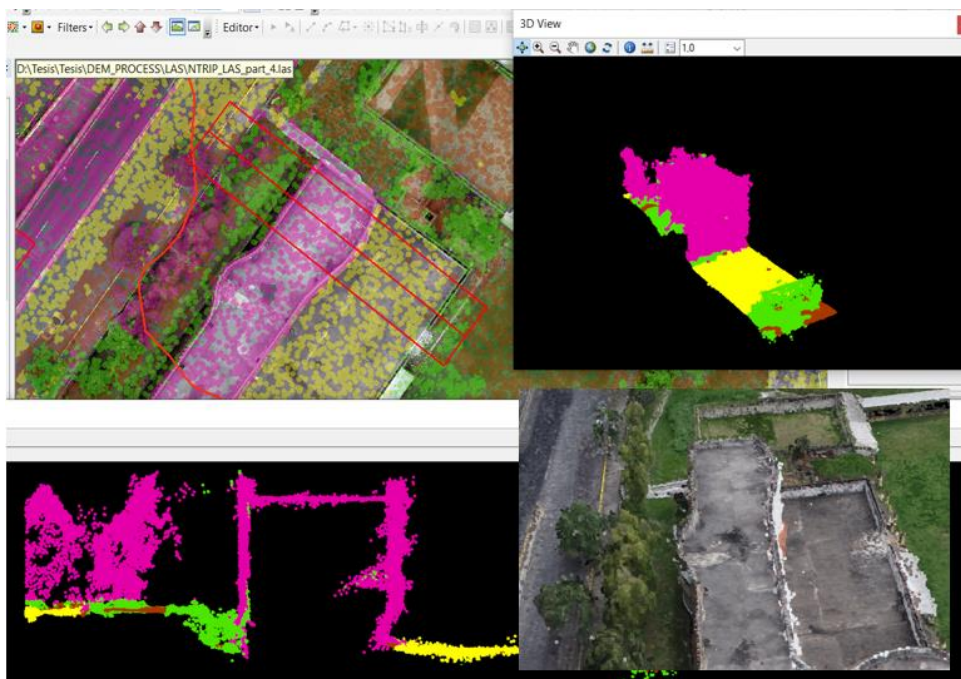 Filters
Editor
D:\Tesis\Tesis\DEM_PROCESS\LAS\NTRIP_LAS_part_4.las
3D View
1,0